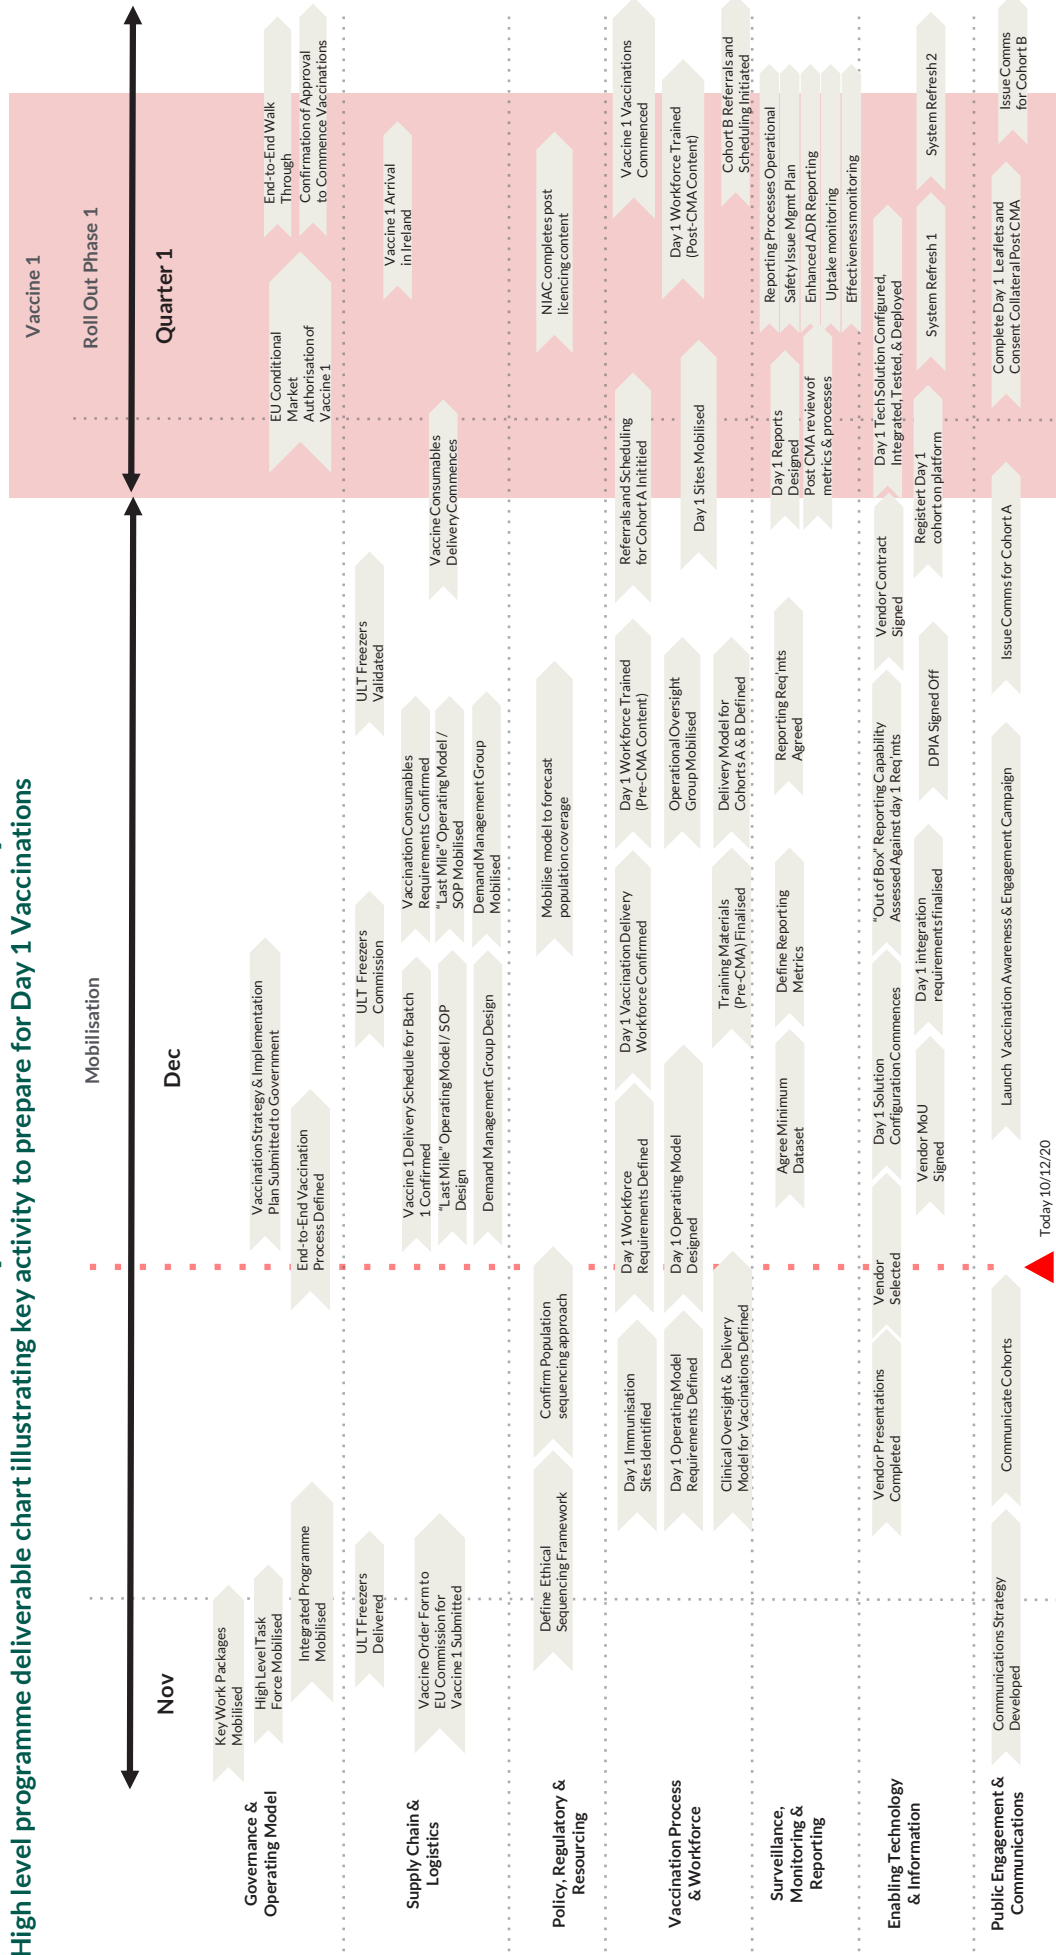 High level programme deliverable chart illustrating key activity to prepare for Day 1 Vaccinations
Vaccine 1
Mobilisation
Roll Out Phase 1
Nov
Dec
Quarter 1
Governance &
Operating Model
Key Work Packages
Mobilised
High Level Task
Force Mobilised
Integrated Programme
Mobilised
Vaccination Strategy & Implementation
Plan Submitted to Government
End-to-End Vaccination
Process Defined
EU Conditional
Market
Authorisation of
Vaccine 1
End-to-End Walk
Through
Confirmation of Approval
to Commence Vaccinations
Supply Chain &
Logistics
ULT Freezers
Delivered
Vaccine Order Form to
EU Commission for
Vaccine 1 Submitted
ULT Freezers
Commission
ULT Freezers
Validated
Vaccine 1 Delivery Schedule for Batch
1 Confirmed
"Last Mile" Operating Model / SOP
Design
Demand Management Group Design
Vaccination Consumables
Requirements Confirmed
"Last Mile" Operating Model /
SOP Mobilised
Demand Management Group
Mobilised
Vaccine Consumables
Delivery Commences
Vaccine 1 Arrival
in Ireland
Policy, Regulatory &
Resourcing
Define Ethical
Sequencing Framework
Confirm Population
sequencing approach
Mobilise model to forecast
population coverage
NIAC completes post
licencing content
Vaccination Process
& Workforce
Day 1 Immunisation
Sites Identified
Day 1 Operating Model
Requirements Defined
Clinical Oversight & Delivery
Model for Vaccinations Defined
Day 1 Workforce
Requirements Defined
Day 1 Operating Model
Designed
Day 1 Vaccination Delivery
Workforce Confirmed
Training Materials
(Pre-CMA) Finalised
Day 1 Workforce Trained
(Pre-CMA Content)
Operational Oversight
Group Mobilised
Delivery Model for
Cohorts A & B Defined
Referrals and Scheduling
for Cohort A Inititied
Day 1 Sites Mobilised
Vaccine 1 Vaccinations
Commenced
Day 1 Workforce Trained
(Post-CMA Content)
Cohort B Referrals and
Scheduling Initiated
Surveillance,
Monitoring &
Reporting
Agree Minimum
Dataset
Define Reporting
Metrics
Reporting Req'mts
Agreed
Day 1 Reports
Designed
Post CMA review of
metrics & processes
Reporting Processes Operational
Safety Issue Mgmt Plan
Enhanced ADR Reporting
Uptake monitoring
Effectiveness monitoring
Enabling Technology
& Information
Vendor Presentations
Completed
Vendor
Selected
Day 1 Solution
Configuration Commences
Vendor MoU
Signed
"Out of Box" Reporting Capability
Assessed Against day 1 Req'mts
Day 1 integration
requirements finalised
Vendor Contract
Signed
DPIA Signed Off
Day 1 Tech Solution Configured,
Integrated, Tested, & Deployed
Registert Day 1
cohort on platform
System Refresh 1
System Refresh 2
Public Engagement &
Communications
Communications Strategy
Developed
Communicate Cohorts
Launch Vaccination Awareness & Engagement Campaign
Issue Comms for Cohort A
Complete Day 1 Leaflets and
Consent Collateral Post CMA
Issue Comms
for Cohort B
Today 10/12/20